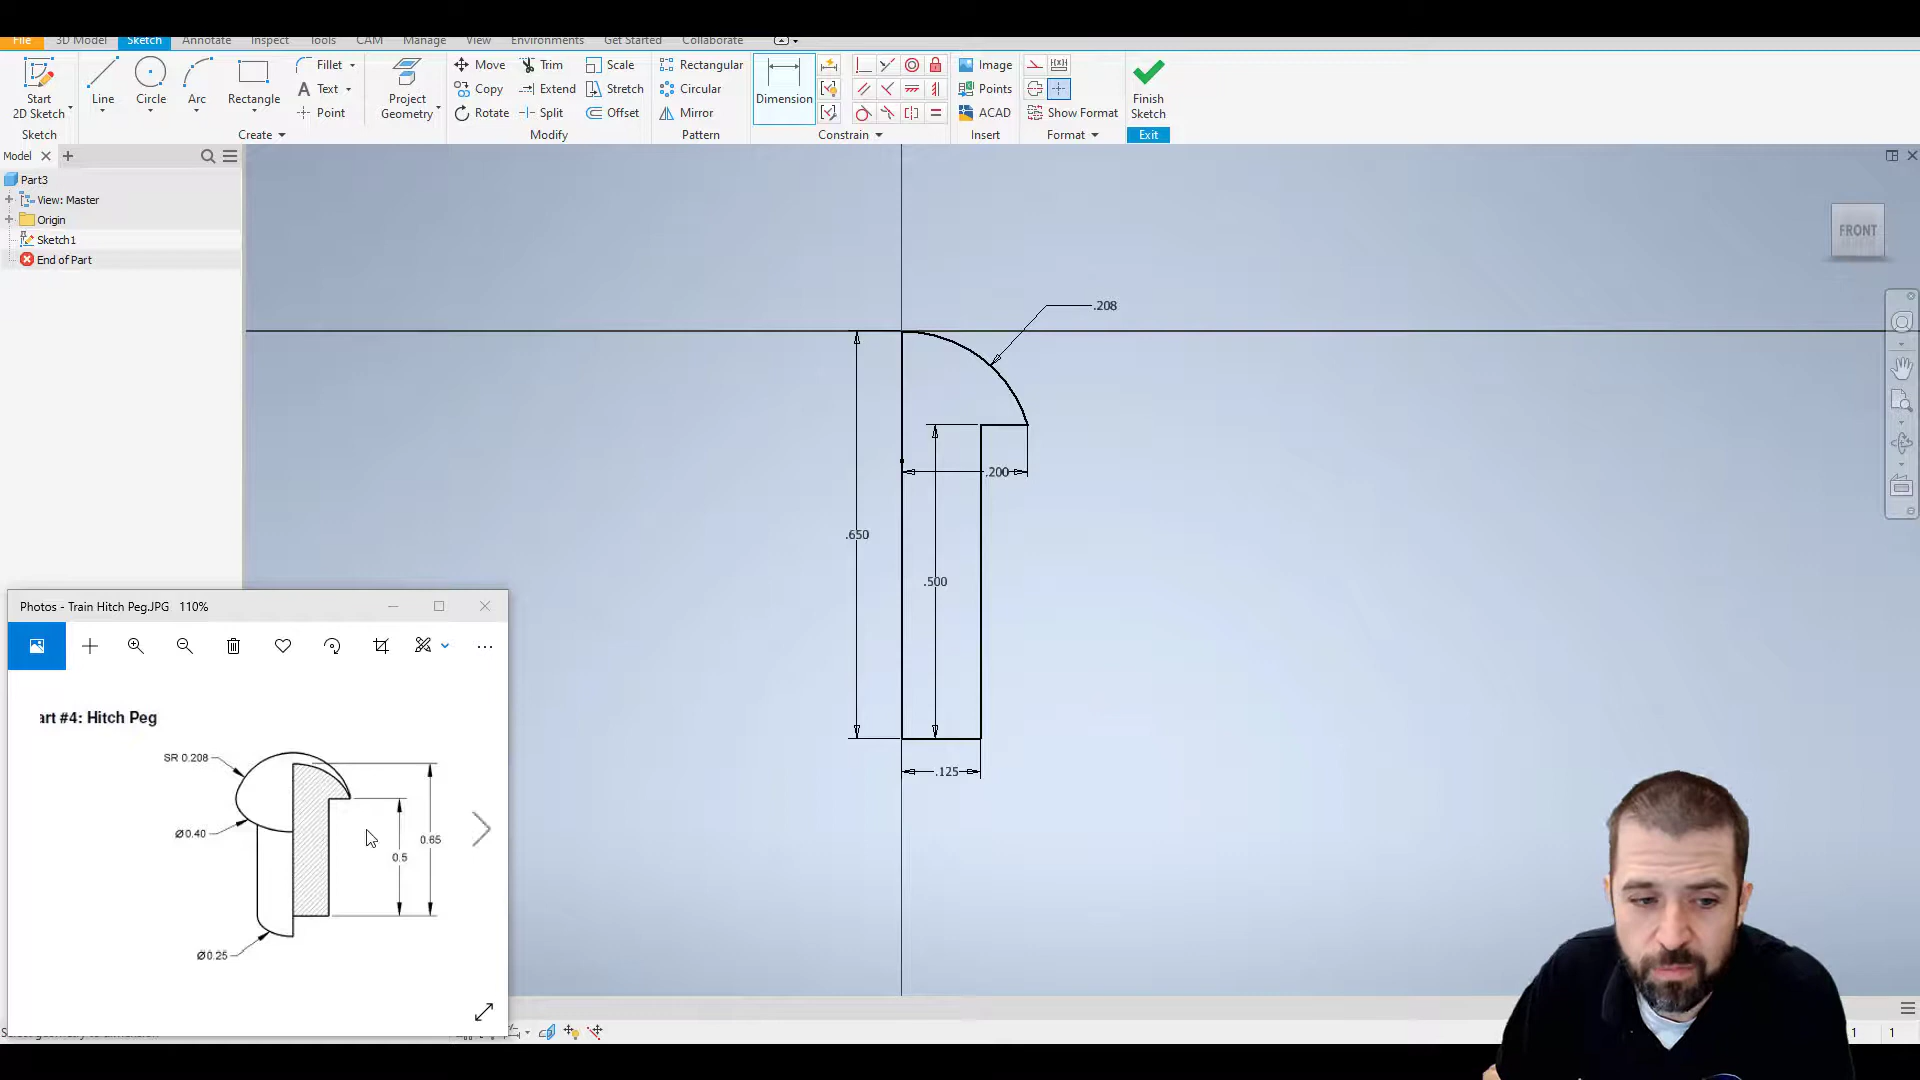 File 3D Model Sketch Annotate Inspect Tools CAM Manage View Environments Get Started Collaborate
Start
2D Sketch
Line
Circle
Arc
Rectangle
Fillet
Text
Point
Project
Geometry
Move
Copy
Rotate
Trim
Extend
Split
Scale
Stretch
Offset
Rectangular
Circular
Mirror
Dimension
Image
Points
ACAD
Show Format
Finish
Sketch
Sketch Create Modify Pattern Constrain Insert Format Exit
Model
Part3
View: Master
Origin
Sketch1
End of Part
FRONT
.208
.200
.650
.500
.125
Photos - Train Hitch Peg.JPG 110%
art #4: Hitch Peg
SR 0.208
Ø0.40
0.65
0.5
Ø0.25
1 1